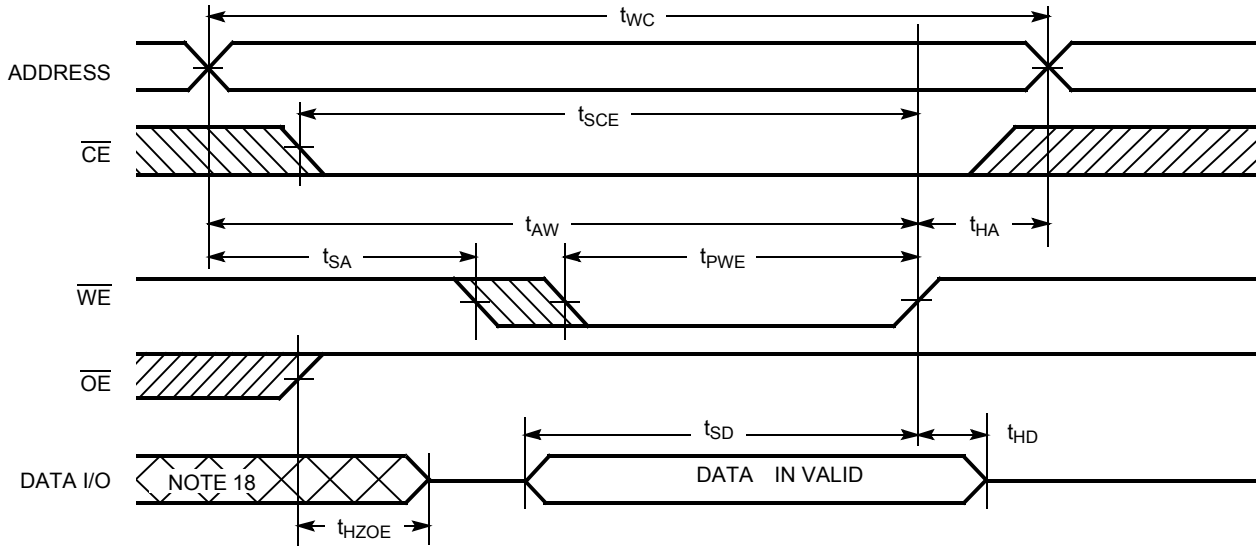 tWC
ADDRESS
tSCE
CE
tAW
tHA
tSA
tPWE
WE
OE
tSD
tHD
DATA I/O
NOTE 18
DATA IN VALID
tHZOE